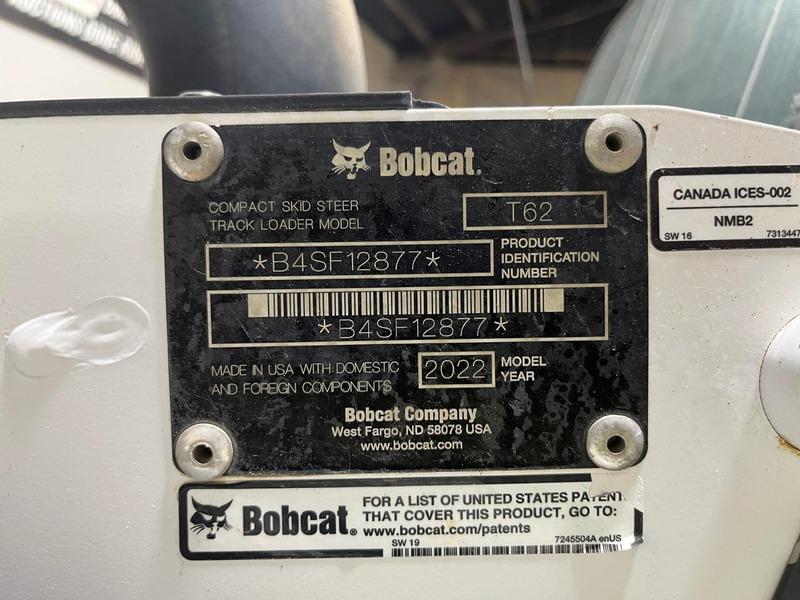 Bobcat.
COMPACT SKID STEER
TRACK LOADER MODEL
T62
*B4SF12877*
PRODUCT
IDENTIFICATION
NUMBER
*B4SF12877*
MADE IN USA WITH DOMESTIC
AND FOREIGN COMPONENTS
2022
MODEL
YEAR
Bobcat Company
West Fargo, ND 58078 USA
www.bobcat.com
CANADA ICES-002
NMB2
SW 16 7313447
Bobcat®
FOR A LIST OF UNITED STATES PATENT
THAT COVER THIS PRODUCT, GO TO:
www.bobcat.com/patents
SW 19 7245504A enUS